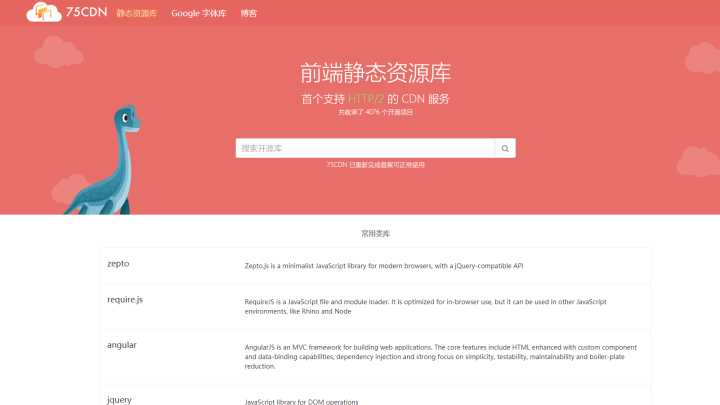 75CDN 静态资源库 Google 字体库 博客
前端静态资源库
首个支持 HTTP/2 的 CDN 服务
共收录了 4076 个开源项目
搜索开源库
75CDN 已重新完成备案可正常使用
常用类库
zepto
Zepto.js is a minimalist JavaScript library for modern browsers, with a jQuery-compatible API
require.js
RequireJS is a JavaScript file and module loader. It is optimized for in-browser use, but it can be used in other JavaScript
environments, like Rhino and Node
angular
AngularJS is an MVC framework for building web applications. The core features include HTML enhanced with custom component
and data-binding capabilities, dependency injection and strong focus on simplicity, testability, maintainability and boiler-plate
reduction.
jquery
JavaScript library for DOM operations